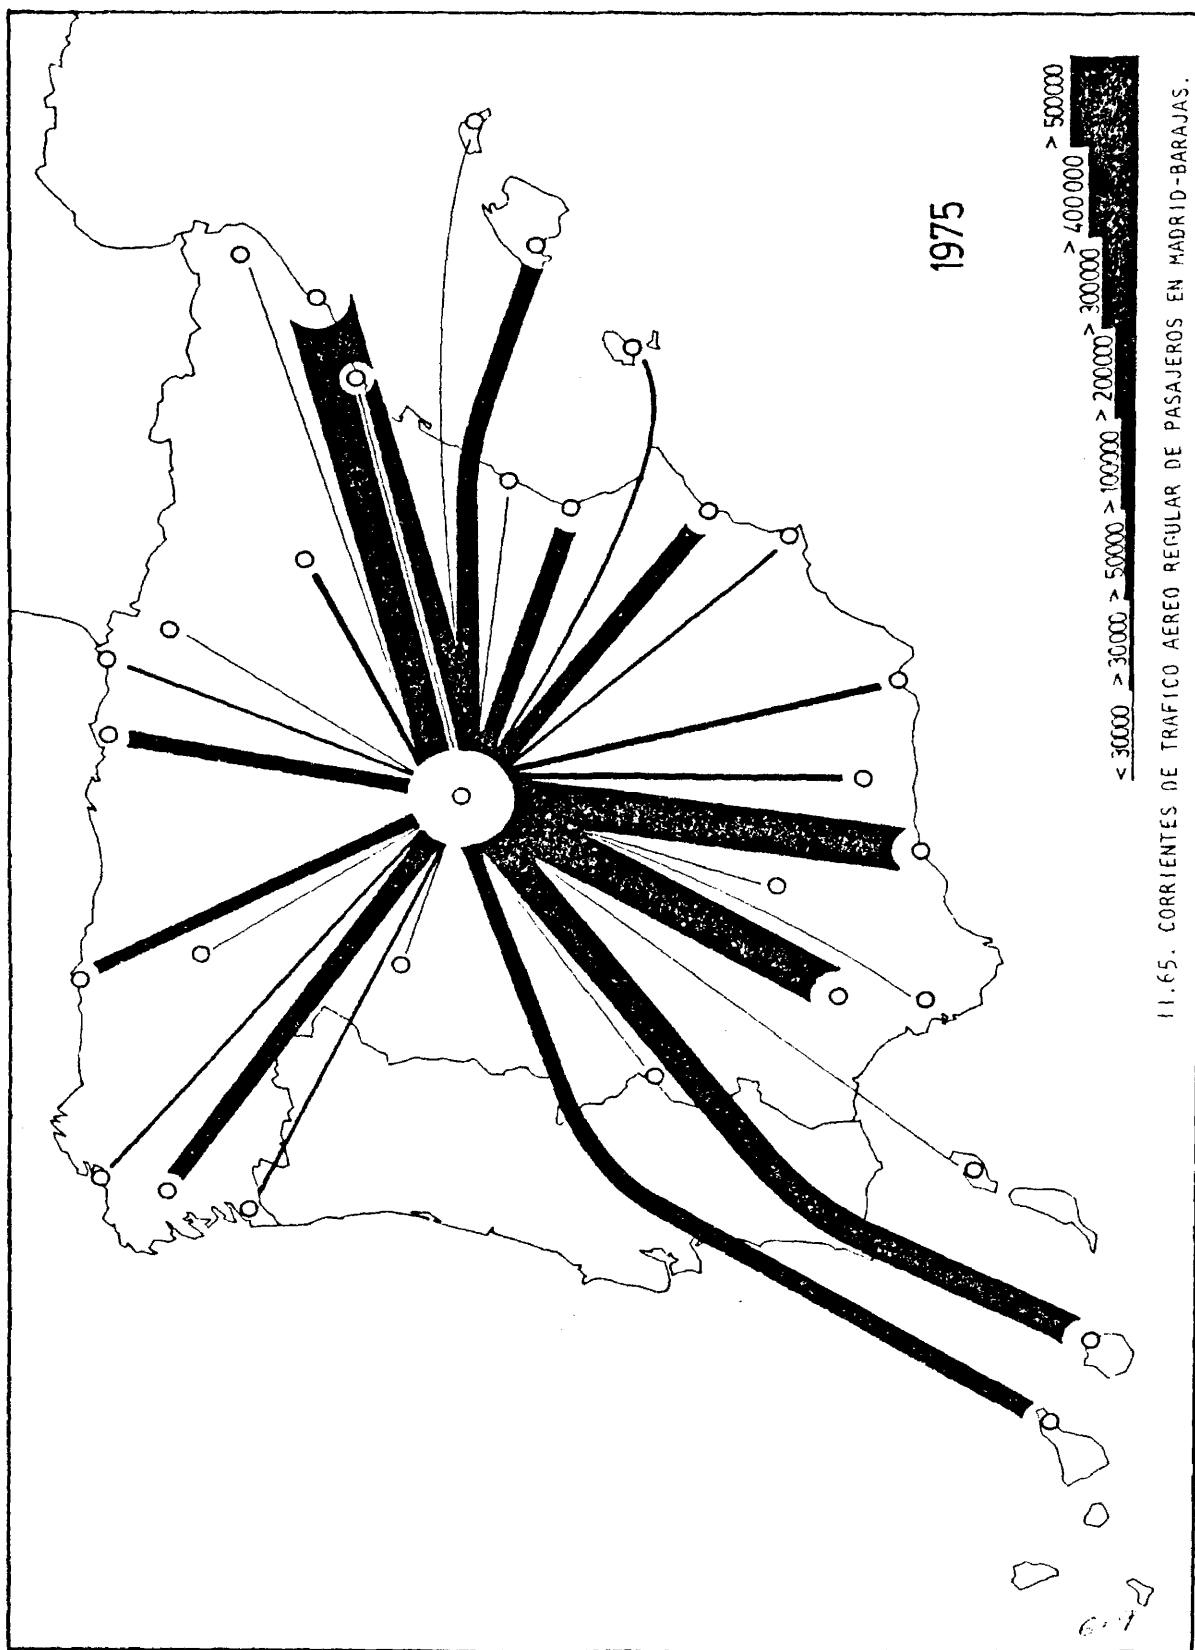 1975
< 30000 > 30000 > 50000 > 100000 > 200000 > 300000 > 400000 > 500000
11.65. CORRIENTES DE TRAFICO AEREO REGULAR DE PASAJEROS EN MADRID-BARAJAS.